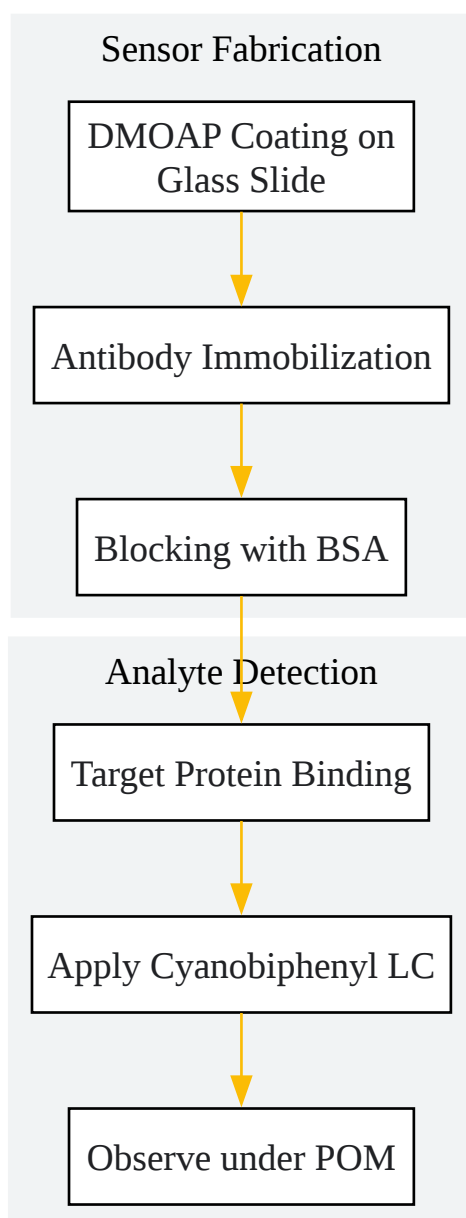 Sensor Fabrication
DMOAP Coating on
Glass Slide
Antibody Immobilization
Blocking with BSA
Analyte Detection
Target Protein Binding
Apply Cyanobiphenyl LC
Observe under POM